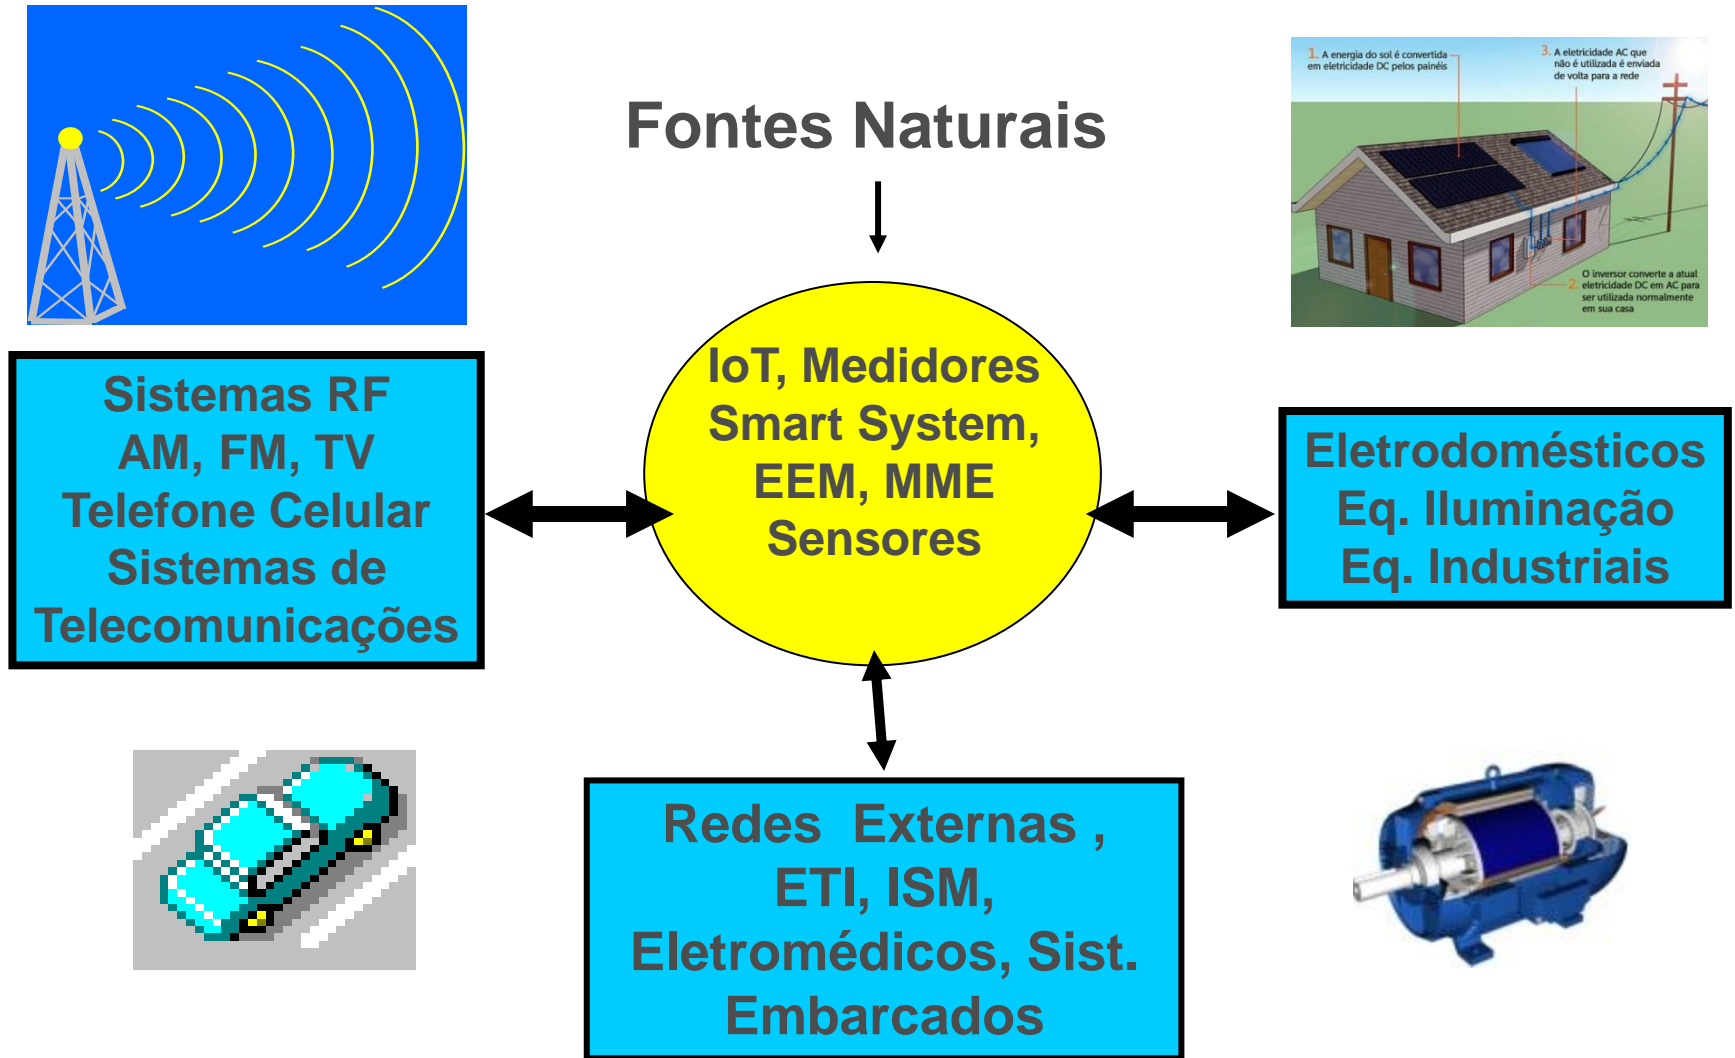 Fontes Naturais
1. A energia do sol é convertida
em eletricidade DC pelos painéis
3. A eletricidade AC que
não é utilizada é enviada
de volta para a rede
2. O inversor converte a atual
eletricidade DC em AC para
ser utilizada normalmente
em sua casa
Sistemas RF
AM, FM, TV
Telefone Celular
Sistemas de
Telecomunicações
IoT, Medidores
Smart System,
EEM, MME
Sensores
Eletrodomésticos
Eq. Iluminação
Eq. Industriais
Redes Externas ,
ETI, ISM,
Eletromédicos, Sist.
Embarcados